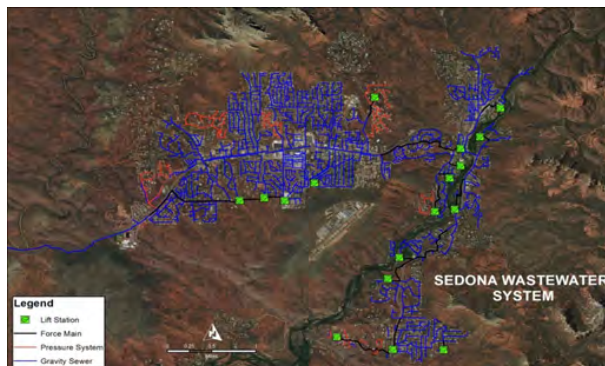 SEDONA WASTEWATER
SYSTEM
Legend
Lift Station
Force Main
Pressure System
Gravity Sewer